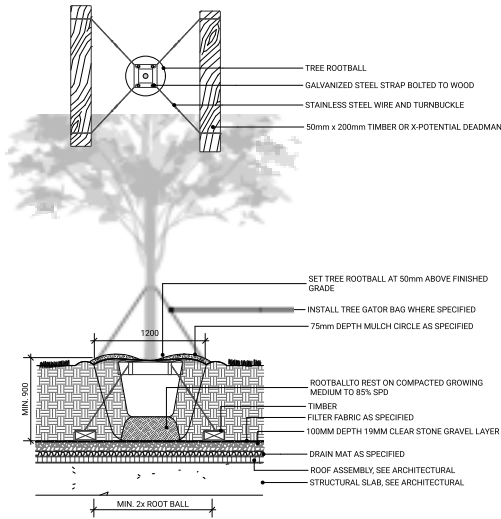 TREE ROOTBALL
GALVANIZED STEEL STRAP BOLTED TO WOOD
STAINLESS STEEL WIRE AND TURNBUCKLE
50mm x 200mm TIMBER OR X-POTENTIAL DEADMAN
SET TREE ROOTBALL AT 50mm ABOVE FINISHED
GRADE
INSTALL TREE GATOR BAG WHERE SPECIFIED
75mm DEPTH MULCH CIRCLE AS SPECIFIED
1200
MIN. 900
ROOTBALLTO REST ON COMPACTED GROWING
MEDIUM TO 85% SPD
TIMBER
FILTER FABRIC AS SPECIFIED
100MM DEPTH 19MM CLEAR STONE GRAVEL LAYER
DRAIN MAT AS SPECIFIED
ROOF ASSEMBLY, SEE ARCHITECTURAL
STRUCTURAL SLAB, SEE ARCHITECTURAL
MIN. 2x ROOT BALL